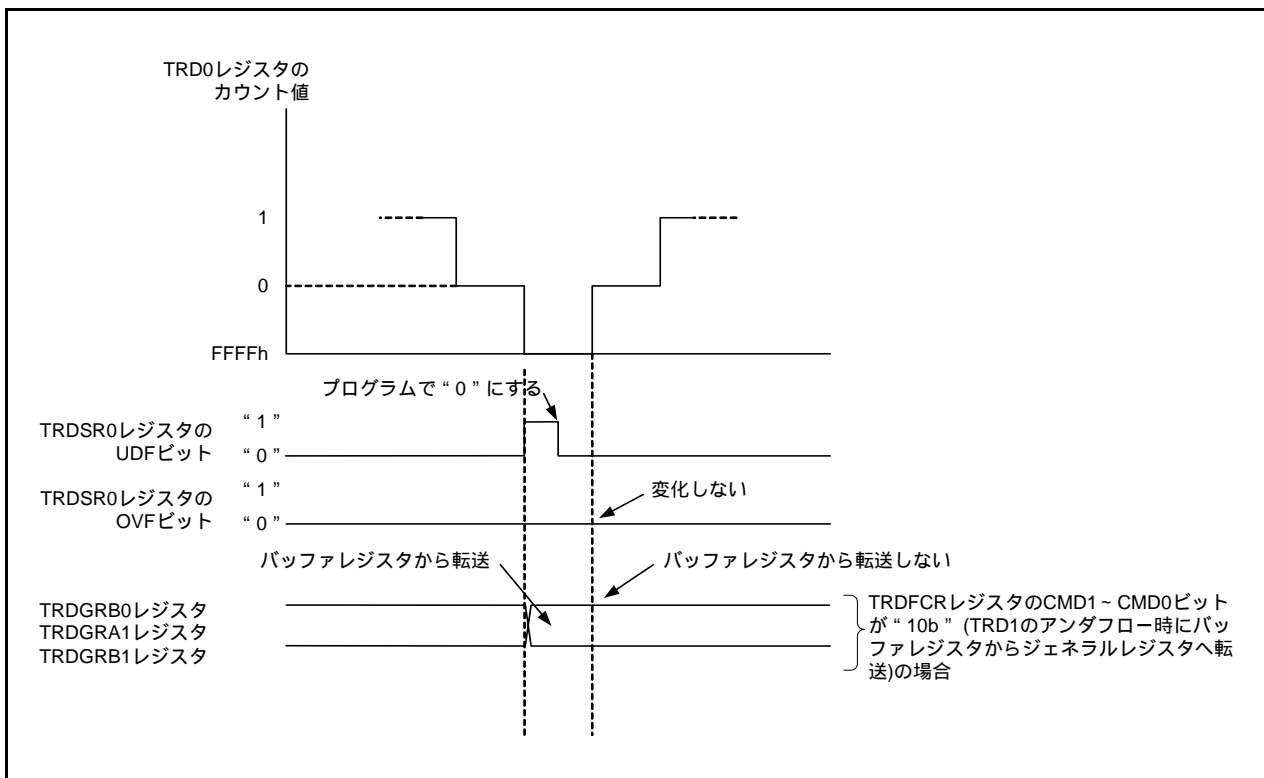 TRD0レジスタの
カウント値
1
0
FFFFh
プログラムで“0”にする
TRDSR0レジスタの
UDFビット
“1”
“0”
TRDSR0レジスタの
OVFビット
“1”
“0”
変化しない
バッファレジスタから転送
バッファレジスタから転送しない
TRDGRB0レジスタ
TRDGRA1レジスタ
TRDGRB1レジスタ
TRDFCRレジスタのCMD1~CMD0ビット
が“10b”(TRD1のアンダフロー時にバッ
ファレジスタからジェネラルレジスタへ転
送)の場合